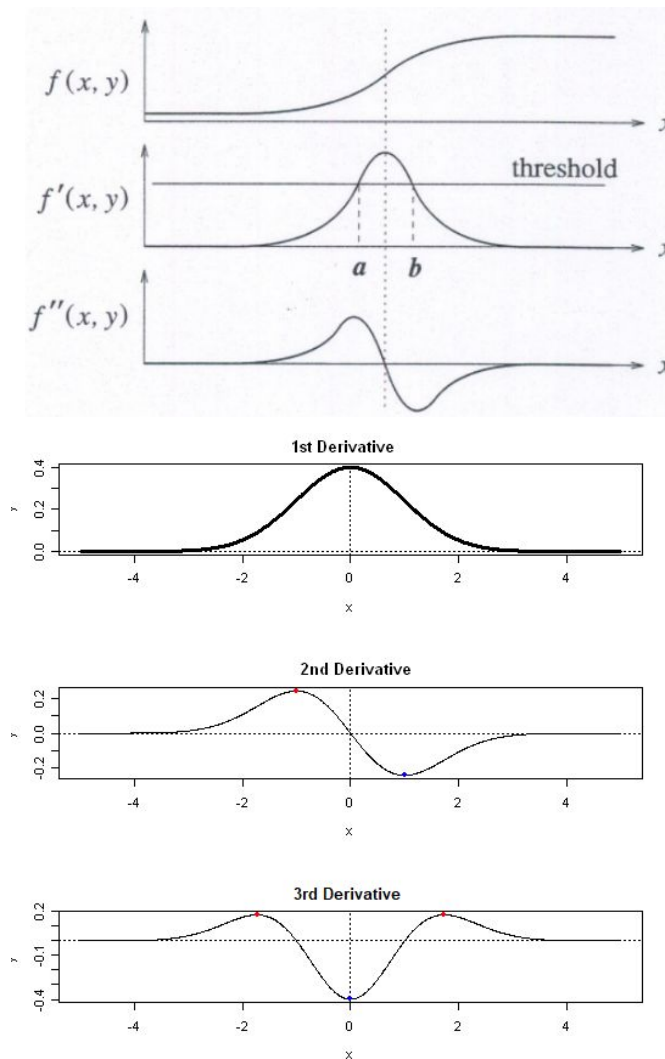 f(x, y)
x
threshold
f′(x, y)
x
a b
f″(x, y)
x
1st Derivative
y
0.0 0.2 0.4
-4 -2 0 2 4
x
2nd Derivative
y
-0.2 0.0 0.2
-4 -2 0 2 4
x
3rd Derivative
y
-0.4 -0.1 0.2
-4 -2 0 2 4
x